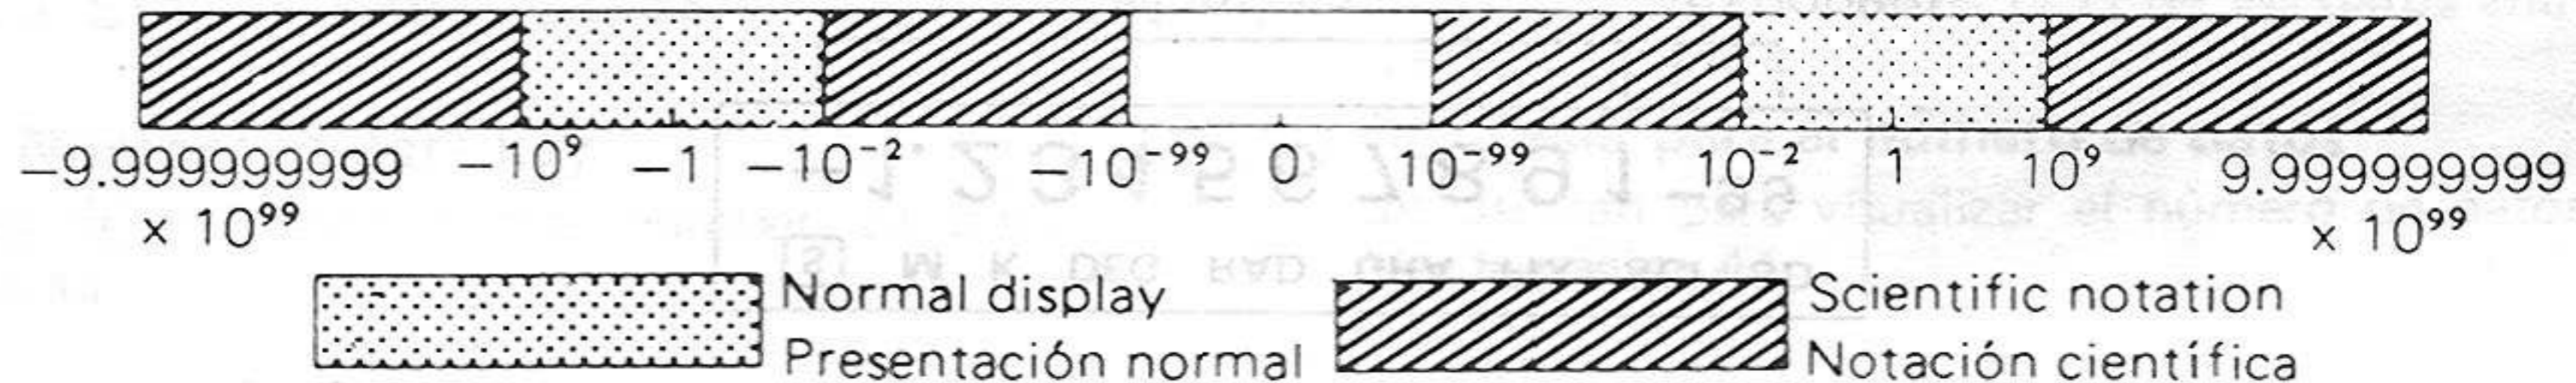 −9.999999999 × 10⁹⁹ −10⁹ −1 −10⁻² −10⁻⁹⁹ 0 10⁻⁹⁹ 10⁻² 1 10⁹ 9.999999999 × 10⁹⁹
Normal display
Presentación normal
Scientific notation
Notación científica